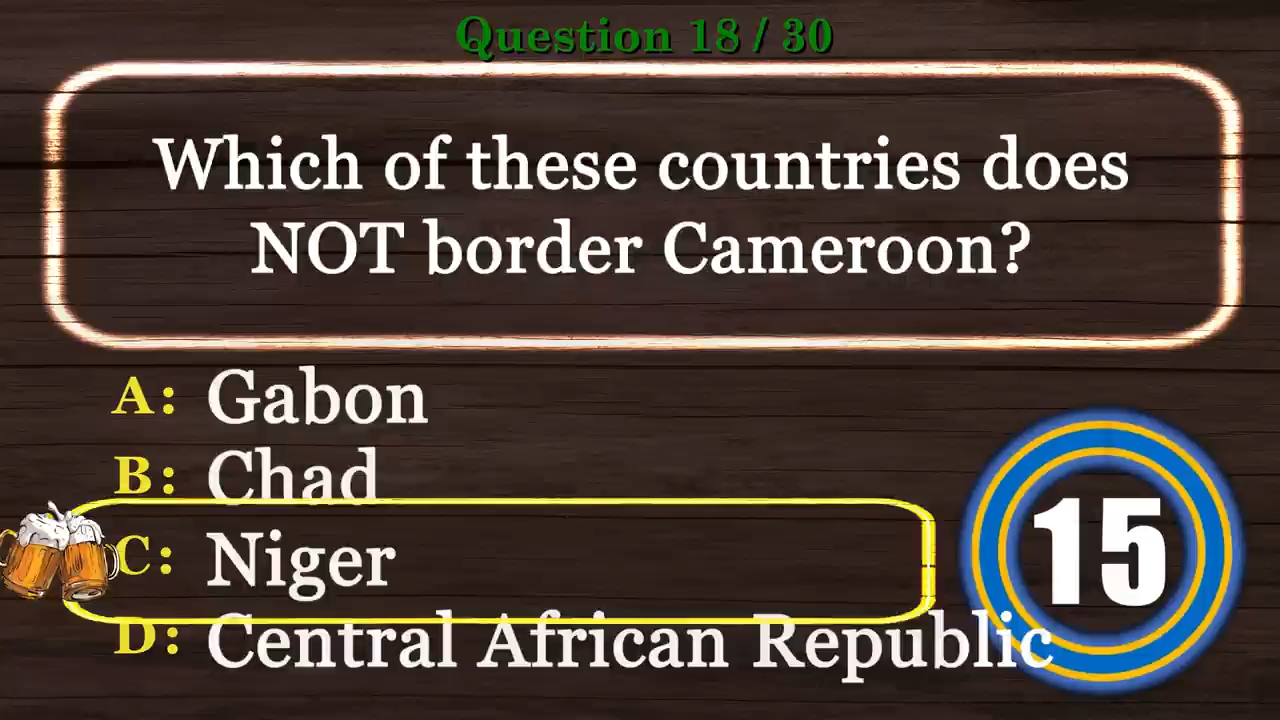 Question 18 / 30
Which of these countries does
NOT border Cameroon?
A: Gabon
B: Chad
C: Niger
D: Central African Republic
15